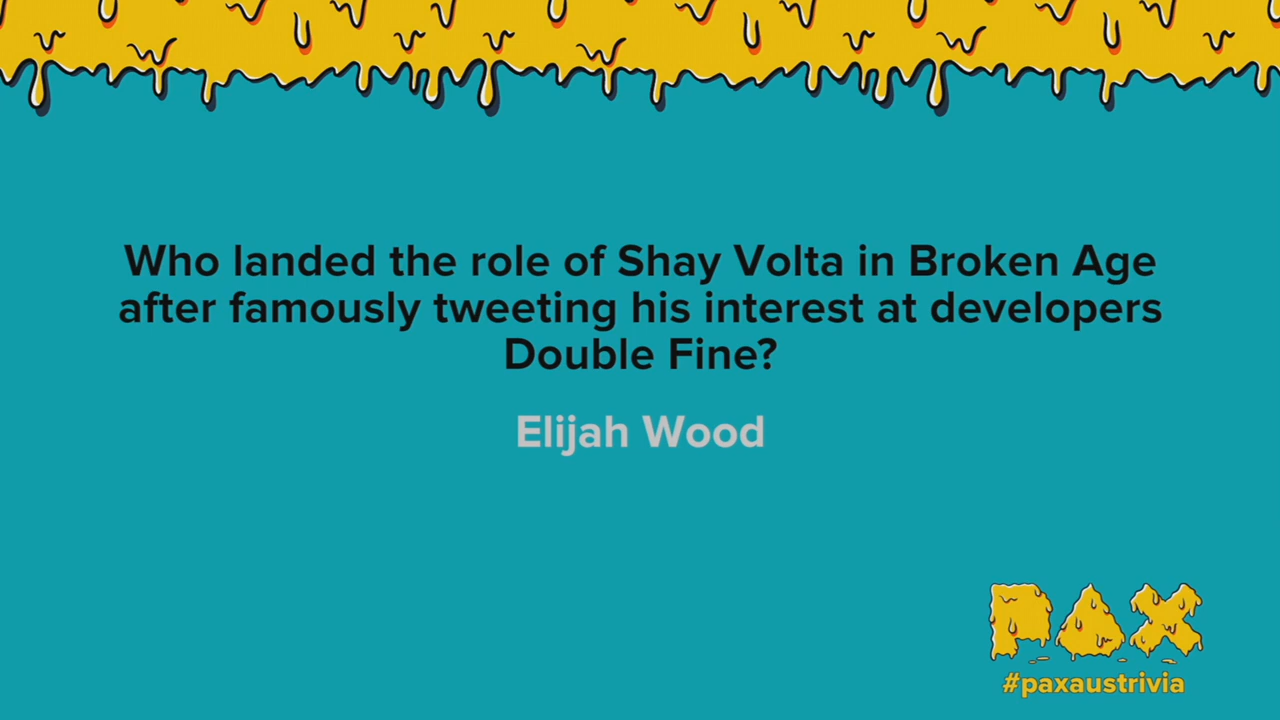 Who landed the role of Shay Volta in Broken Age
after famously tweeting his interest at developers
Double Fine?
Elijah Wood
PAX
#paxaustrivia